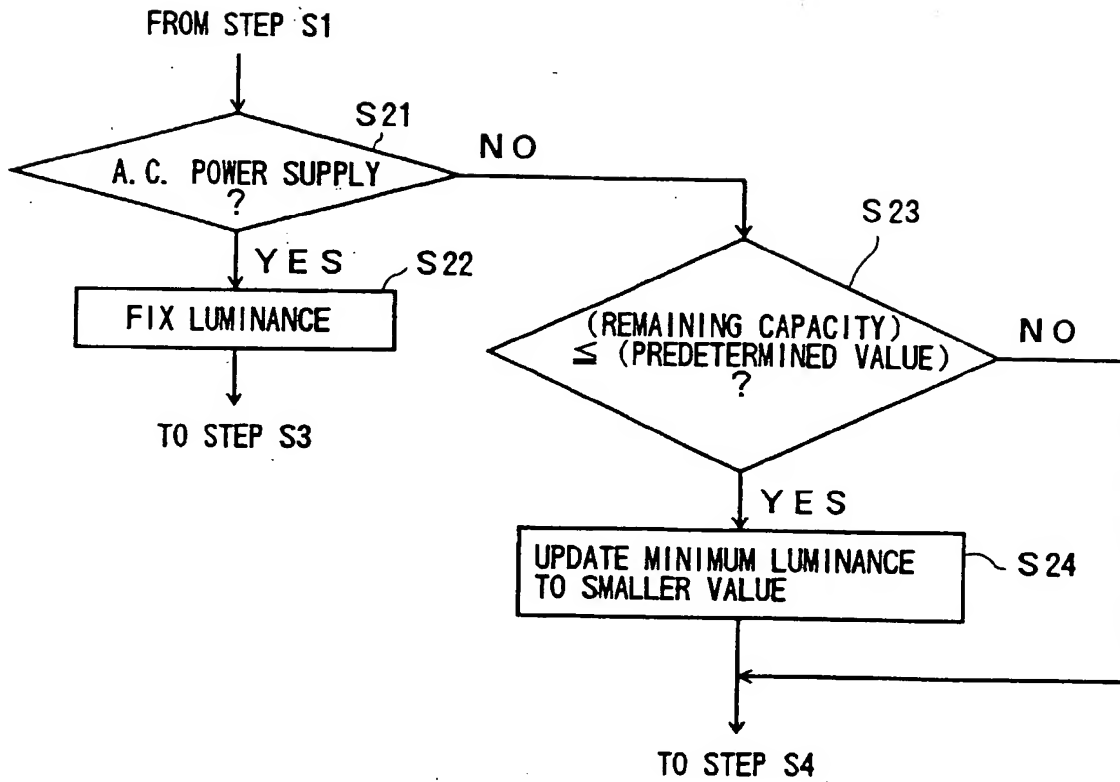 FROM STEP S1
S21
A.C. POWER SUPPLY
?
NO
YES
S22
FIX LUMINANCE
TO STEP S3
S23
(REMAINING CAPACITY)
≦ (PREDETERMINED VALUE)
?
NO
YES
UPDATE MINIMUM LUMINANCE
TO SMALLER VALUE
S24
TO STEP S4